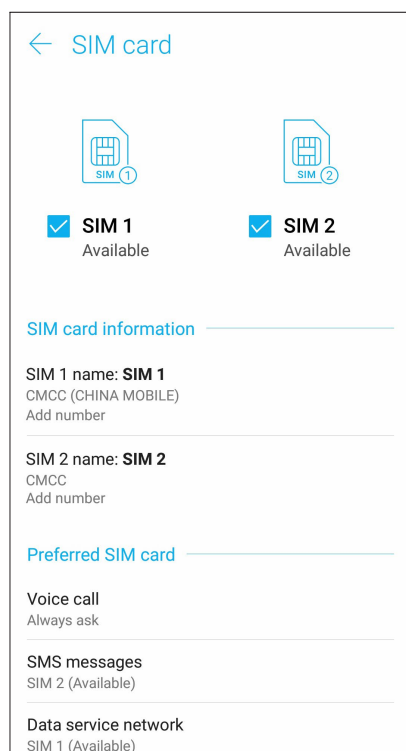 SIM card
SIM 1
SIM 2
SIM 1
SIM 2
Available
Available
SIM card information
SIM 1 name: SIM 1
CMCC (CHINA MOBILE)
Add number
SIM 2 name: SIM 2
CMCC
Add number
Preferred SIM card
Voice call
Always ask
SMS messages
SIM 2 (Available)
Data service network
SIM 1 (Available)